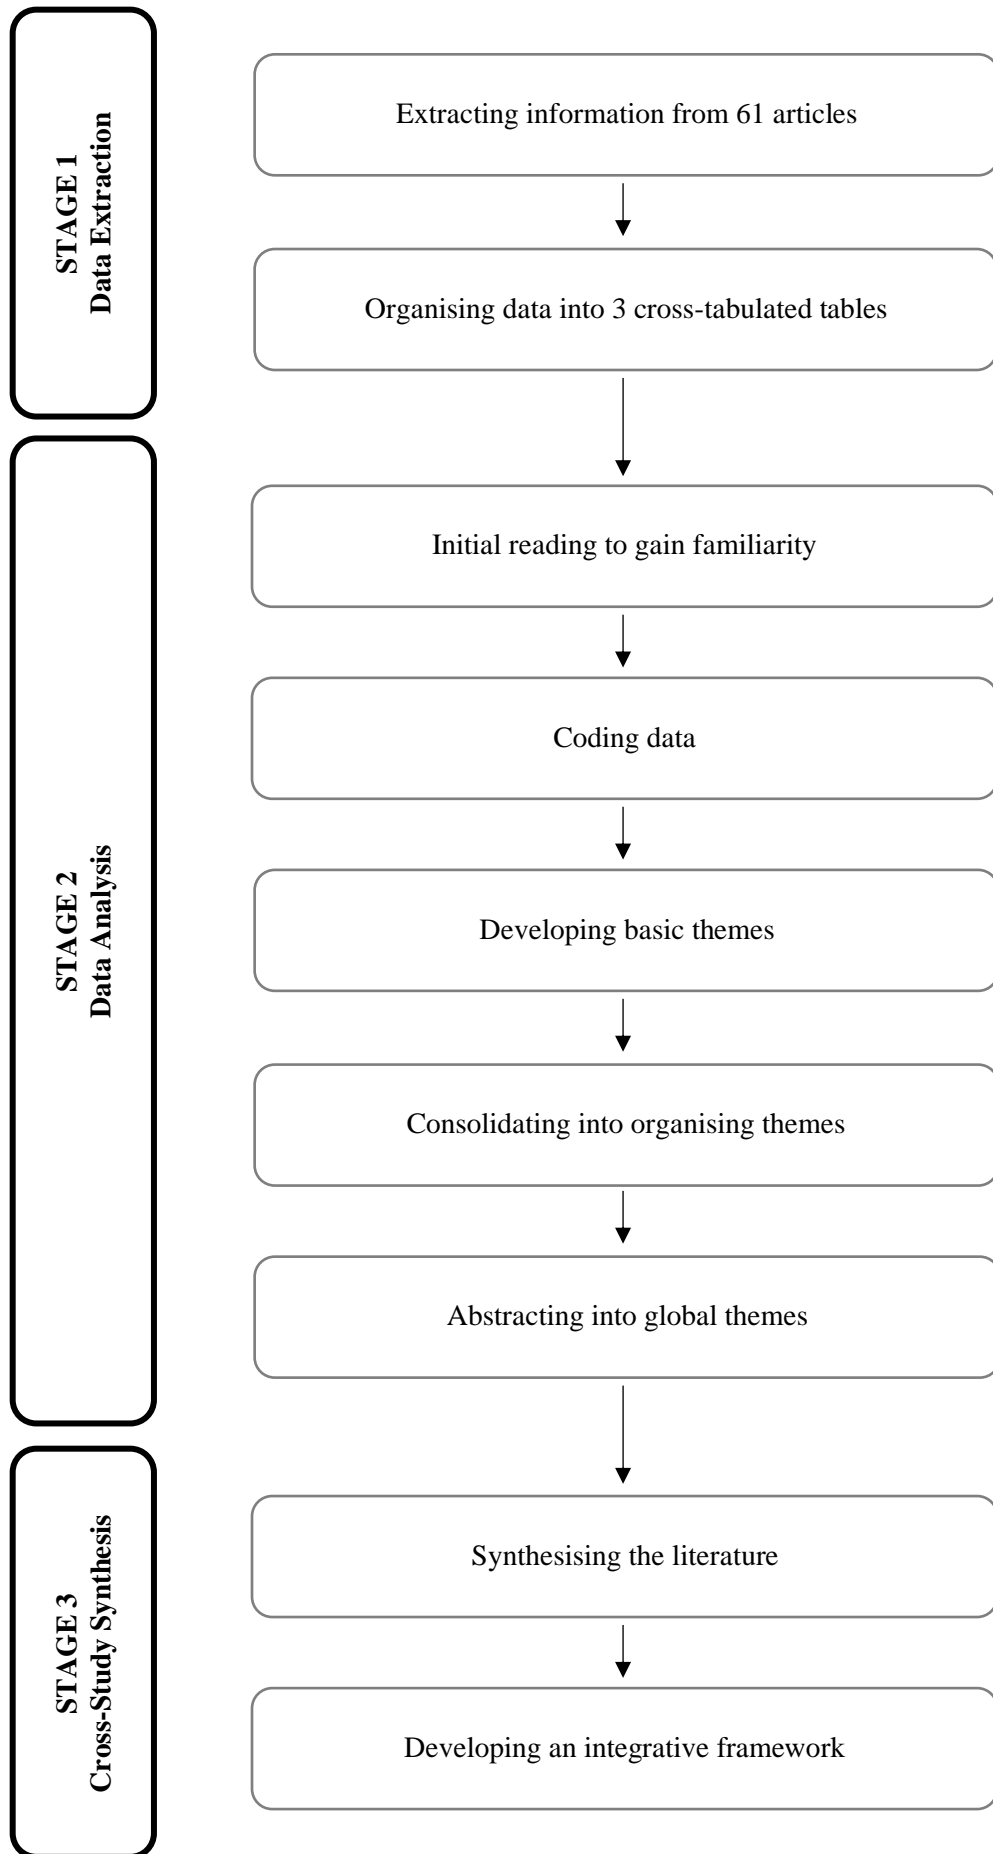 STAGE 1
Data Extraction
Extracting information from 61 articles
Organising data into 3 cross-tabulated tables
STAGE 2
Data Analysis
Initial reading to gain familiarity
Coding data
Developing basic themes
Consolidating into organising themes
Abstracting into global themes
STAGE 3
Cross-Study Synthesis
Synthesising the literature
Developing an integrative framework